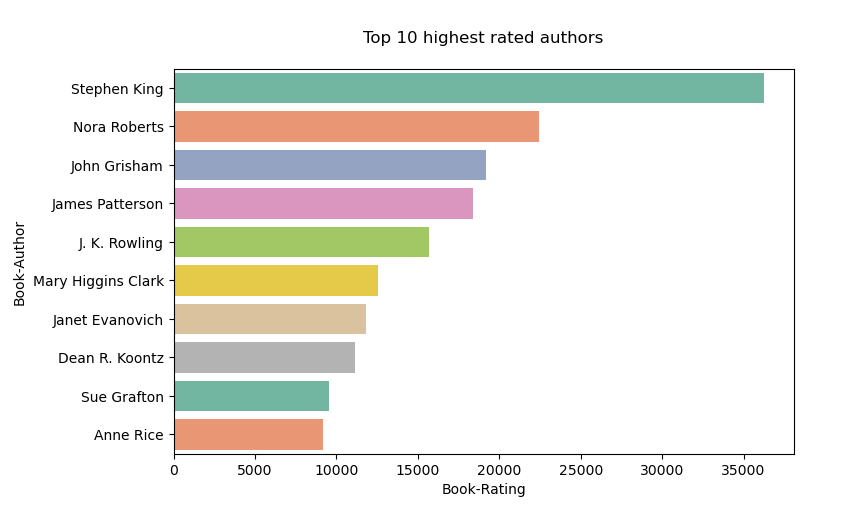 Top 10 highest rated authors
Book-Author
Stephen King
Nora Roberts
John Grisham
James Patterson
J. K. Rowling
Mary Higgins Clark
Janet Evanovich
Dean R. Koontz
Sue Grafton
Anne Rice
0 5000 10000 15000 20000 25000 30000 35000
Book-Rating